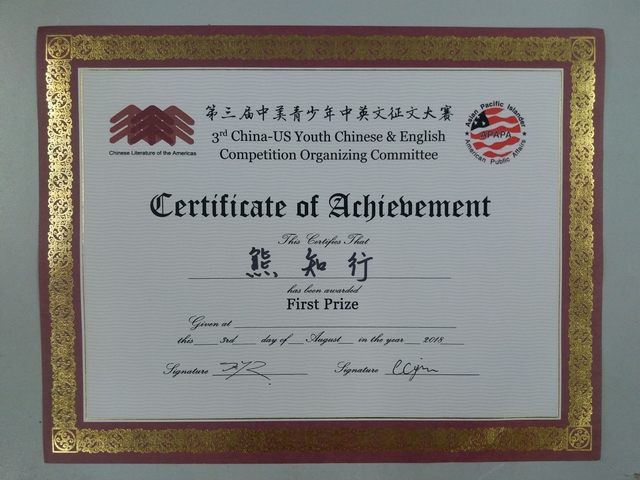 第三届中美青少年中英文征文大赛
3rd China-US Youth Chinese & English
Competition Organizing Committee
Chinese Literature of the Americas
Asian Pacific Islander
APAPA
American Public Affairs
Certificate of Achievement
This Certifies That
熊知行
has been awarded
First Prize
Given at
this 3rd day of August in the year 2018
Signature Signature